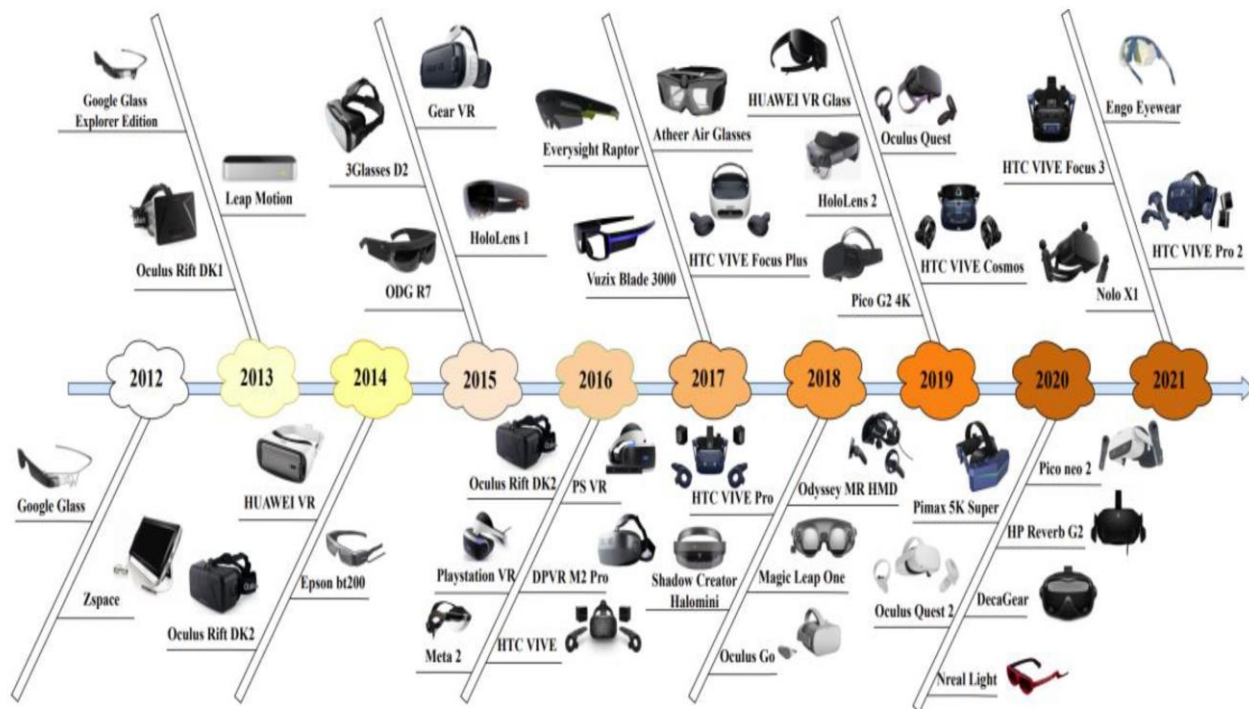 Google Glass
Explorer Edition
Oculus Rift DK1
Leap Motion
3Glasses D2
ODG R7
Gear VR
HoloLens 1
Everysight Raptor
Vuzix Blade 3000
Atheer Air Glasses
HTC VIVE Focus Plus
HUAWEI VR Glass
HoloLens 2
Pico G2 4K
Oculus Quest
HTC VIVE Cosmos
HTC VIVE Focus 3
Nolo X1
Engo Eyewear
HTC VIVE Pro 2
2012
2013
2014
2015
2016
2017
2018
2019
2020
2021
Google Glass
Zspace
HUAWEI VR
Oculus Rift DK2
Epson bt200
Oculus Rift DK2
Playstation VR
Meta 2
PS VR
DPVR M2 Pro
HTC VIVE
HTC VIVE Pro
Shadow Creator
Halomini
Odyssey MR HMD
Magic Leap One
Oculus Go
Pimax 5K Super
Oculus Quest 2
Pico neo 2
HP Reverb G2
DecaGear
Nreal Light